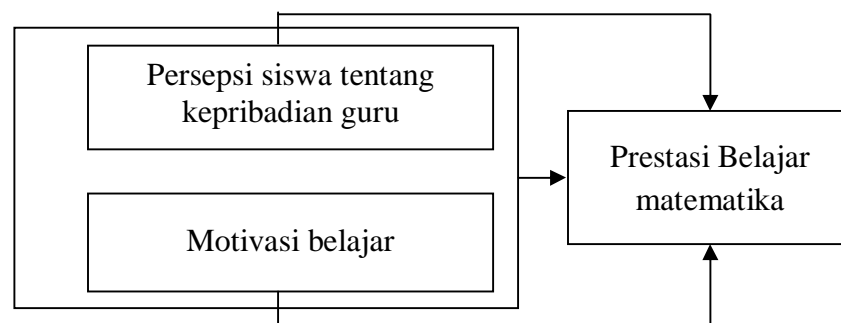 Persepsi siswa tentang
kepribadian guru
Prestasi Belajar
matematika
Motivasi belajar